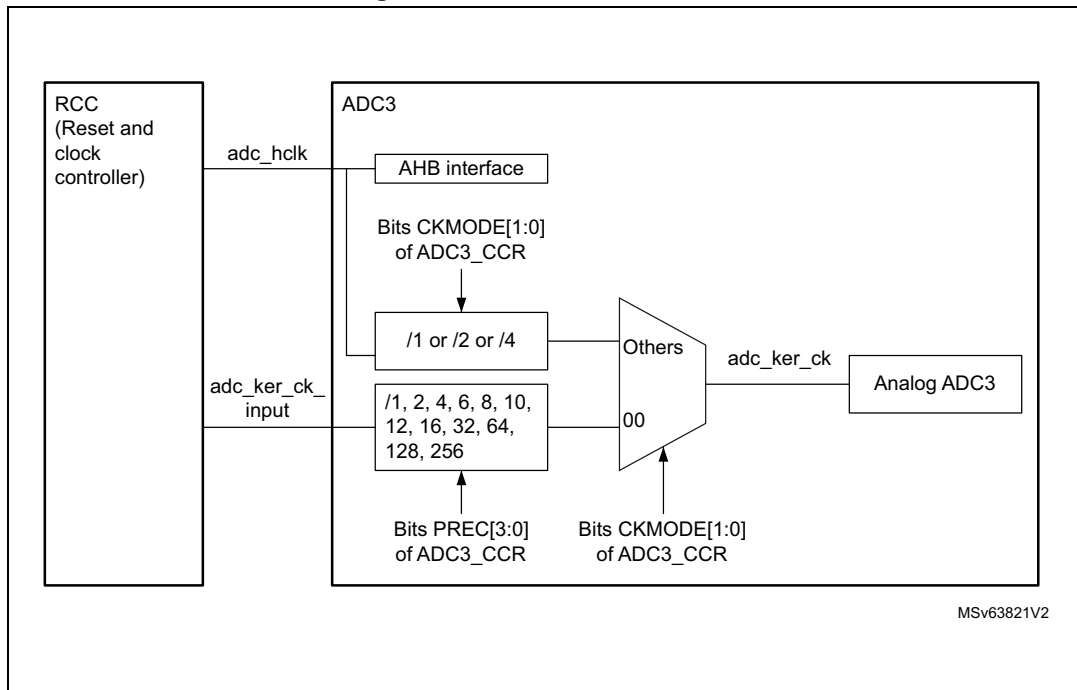 RCC
(Reset and
clock
controller)
adc_hclk
adc_ker_ck_
input
ADC3
AHB interface
Bits CKMODE[1:0]
of ADC3_CCR
/1 or /2 or /4
/1, 2, 4, 6, 8, 10,
12, 16, 32, 64,
128, 256
Bits PREC[3:0]
of ADC3_CCR
Others
00
Bits CKMODE[1:0]
of ADC3_CCR
adc_ker_ck
Analog ADC3
MSv63821V2